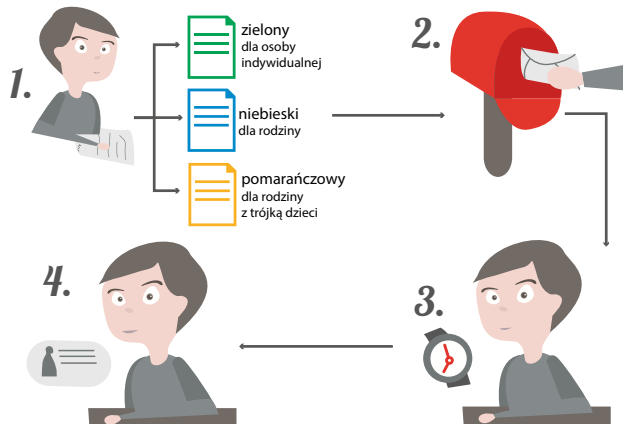 1.
zielony
dla osoby
indywidualnej
niebieski
dla rodziny
pomarańczowy
dla rodziny
z trójką dzieci
2.
3.
4.